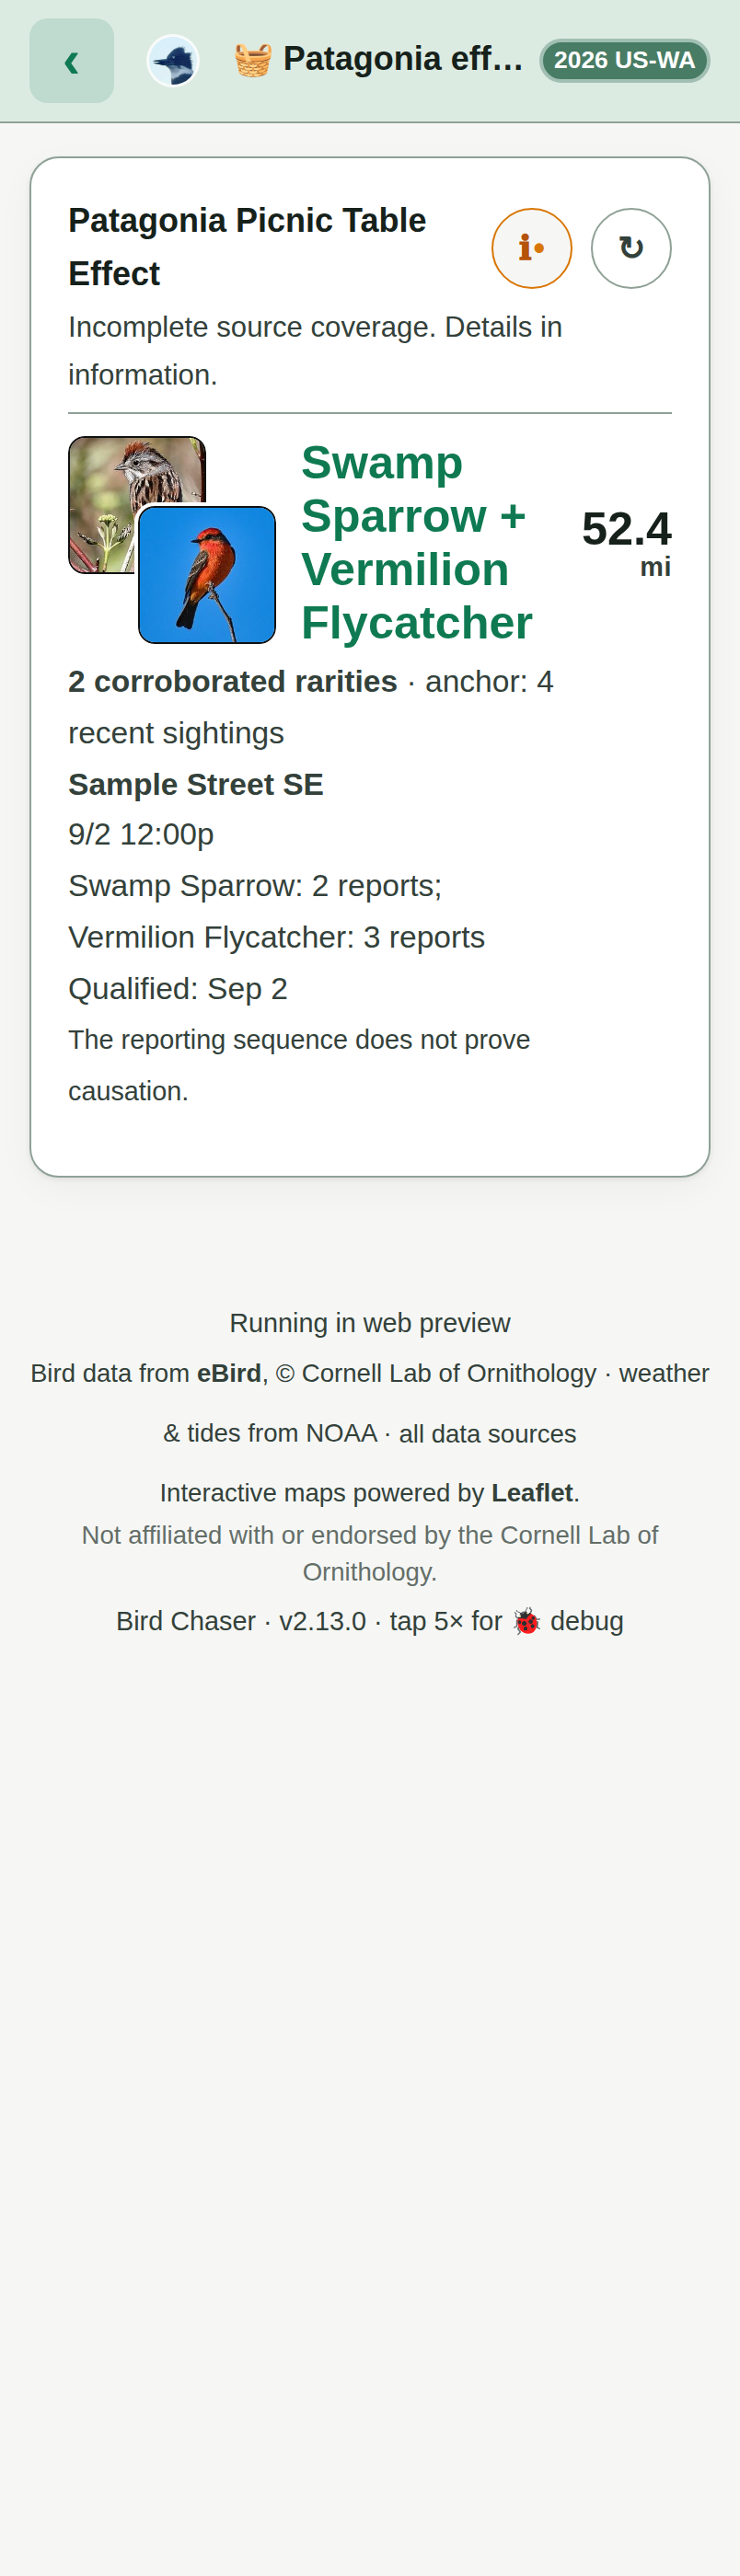 ‹ 🧺 Patagonia eff… 2026 US-WA
Patagonia Picnic Table
Effect
ℹ• ↻
Incomplete source coverage. Details in
information.
Swamp
Sparrow +
Vermilion
Flycatcher
52.4
mi
2 corroborated rarities · anchor: 4
recent sightings
Sample Street SE
9/2 12:00p
Swamp Sparrow: 2 reports;
Vermilion Flycatcher: 3 reports
Qualified: Sep 2
The reporting sequence does not prove
causation.
Running in web preview
Bird data from eBird, © Cornell Lab of Ornithology · weather
& tides from NOAA · all data sources
Interactive maps powered by Leaflet.
Not affiliated with or endorsed by the Cornell Lab of
Ornithology.
Bird Chaser · v2.13.0 · tap 5× for 🐞 debug